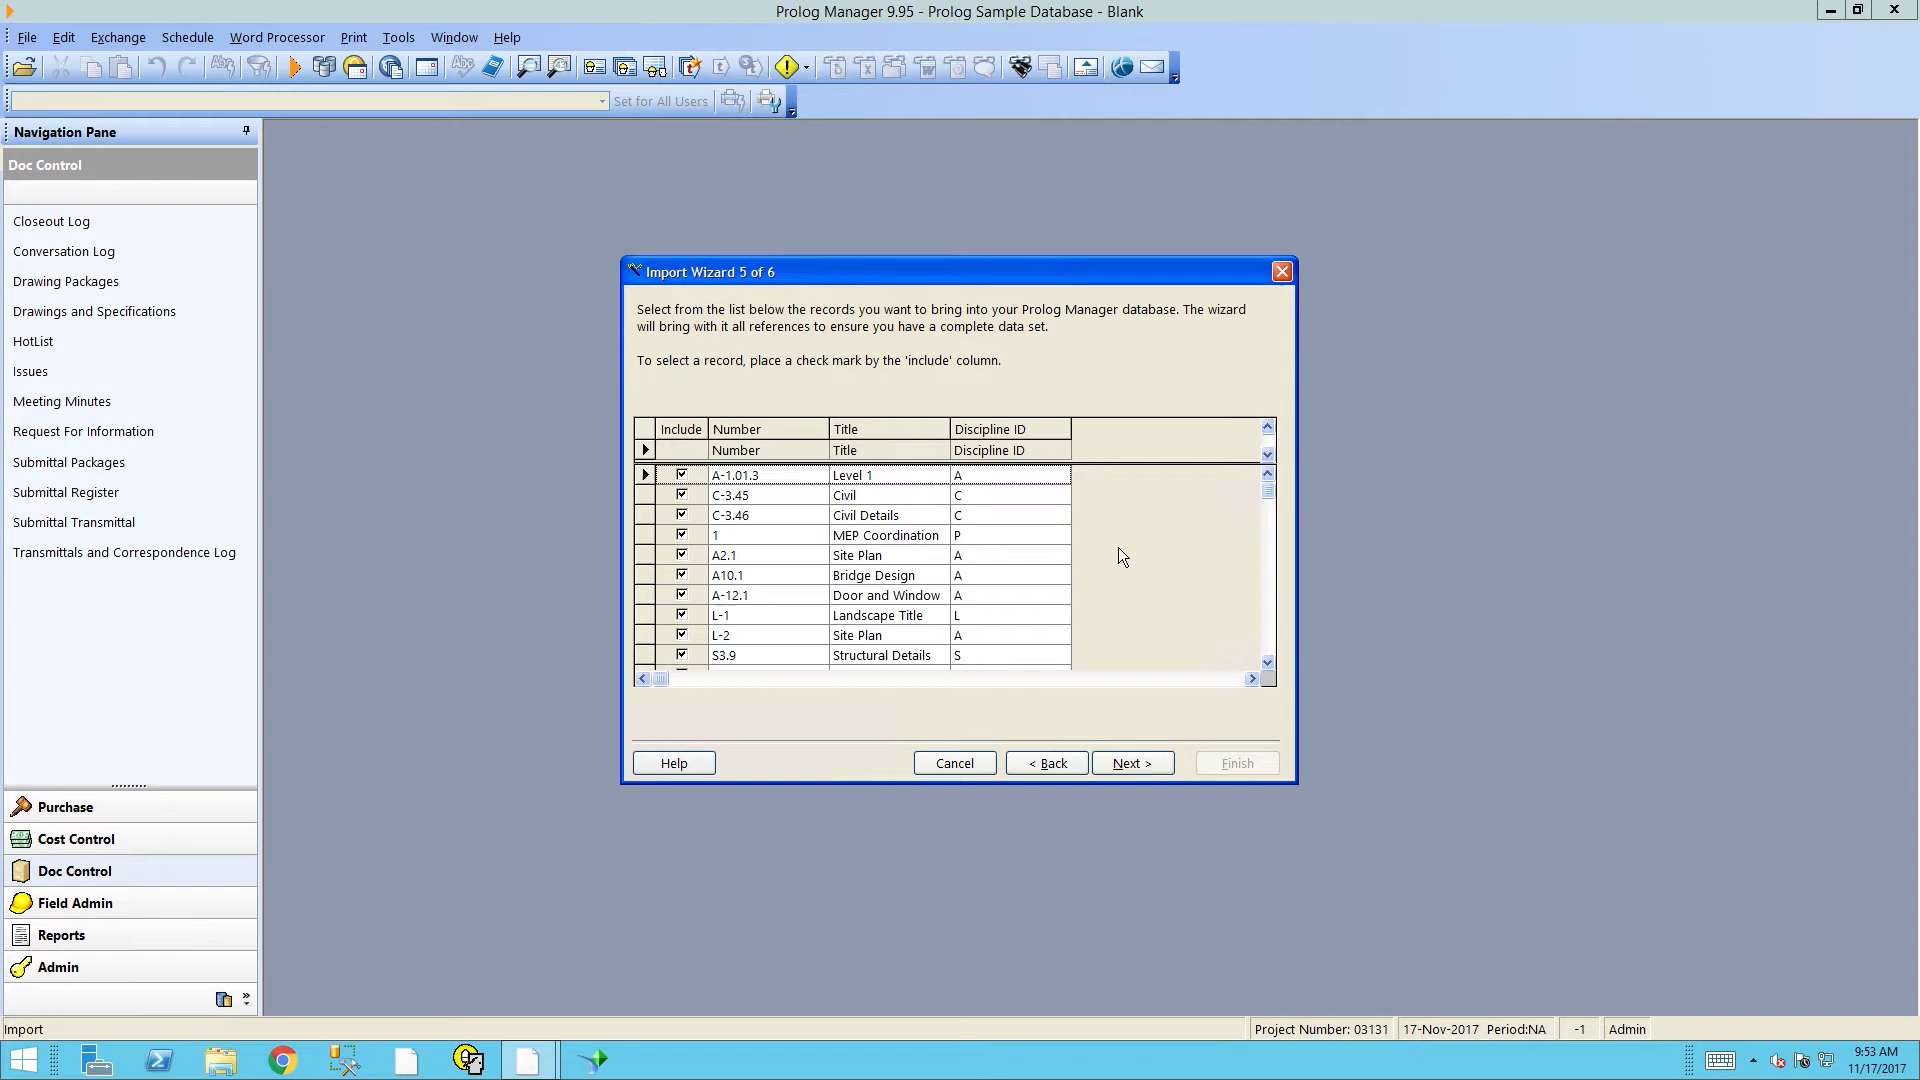 Prolog Manager 9.95 - Prolog Sample Database - Blank
File Edit Exchange Schedule Word Processor Print Tools Window Help
Set for All Users
Navigation Pane
Doc Control
Closeout Log
Conversation Log
Drawing Packages
Drawings and Specifications
HotList
Issues
Meeting Minutes
Request For Information
Submittal Packages
Submittal Register
Submittal Transmittal
Transmittals and Correspondence Log
Purchase
Cost Control
Doc Control
Field Admin
Reports
Admin
Import Wizard 5 of 6
Select from the list below the records you want to bring into your Prolog Manager database. The wizard
will bring with it all references to ensure you have a complete data set.
To select a record, place a check mark by the 'include' column.
Include Number Title Discipline ID
Number Title Discipline ID
A-1.01.3 Level 1 A
C-3.45 Civil C
C-3.46 Civil Details C
1 MEP Coordination P
A2.1 Site Plan A
A10.1 Bridge Design A
A-12.1 Door and Window A
L-1 Landscape Title L
L-2 Site Plan A
S3.9 Structural Details S
Help Cancel < Back Next > Finish
Import Project Number: 03131 17-Nov-2017 Period:NA -1 Admin
9:53 AM
11/17/2017